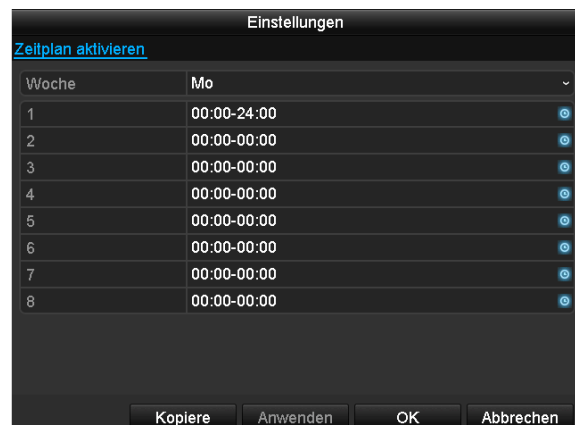 Einstellungen
Zeitplan aktivieren
Woche Mo
1 00:00-24:00
2 00:00-00:00
3 00:00-00:00
4 00:00-00:00
5 00:00-00:00
6 00:00-00:00
7 00:00-00:00
8 00:00-00:00
Kopiere Anwenden OK Abbrechen